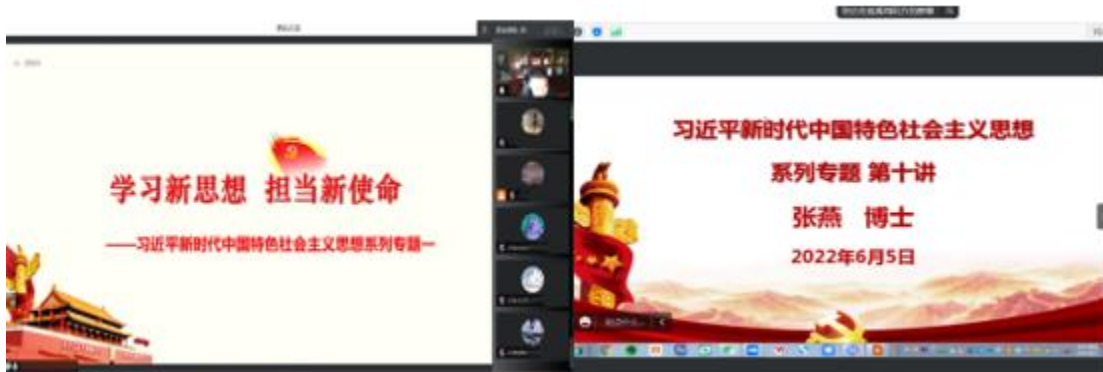 学习新思想 担当新使命
——习近平新时代中国特色社会主义思想系列专题一
习近平新时代中国特色社会主义思想
系列专题 第十讲
张燕 博士
2022年6月5日